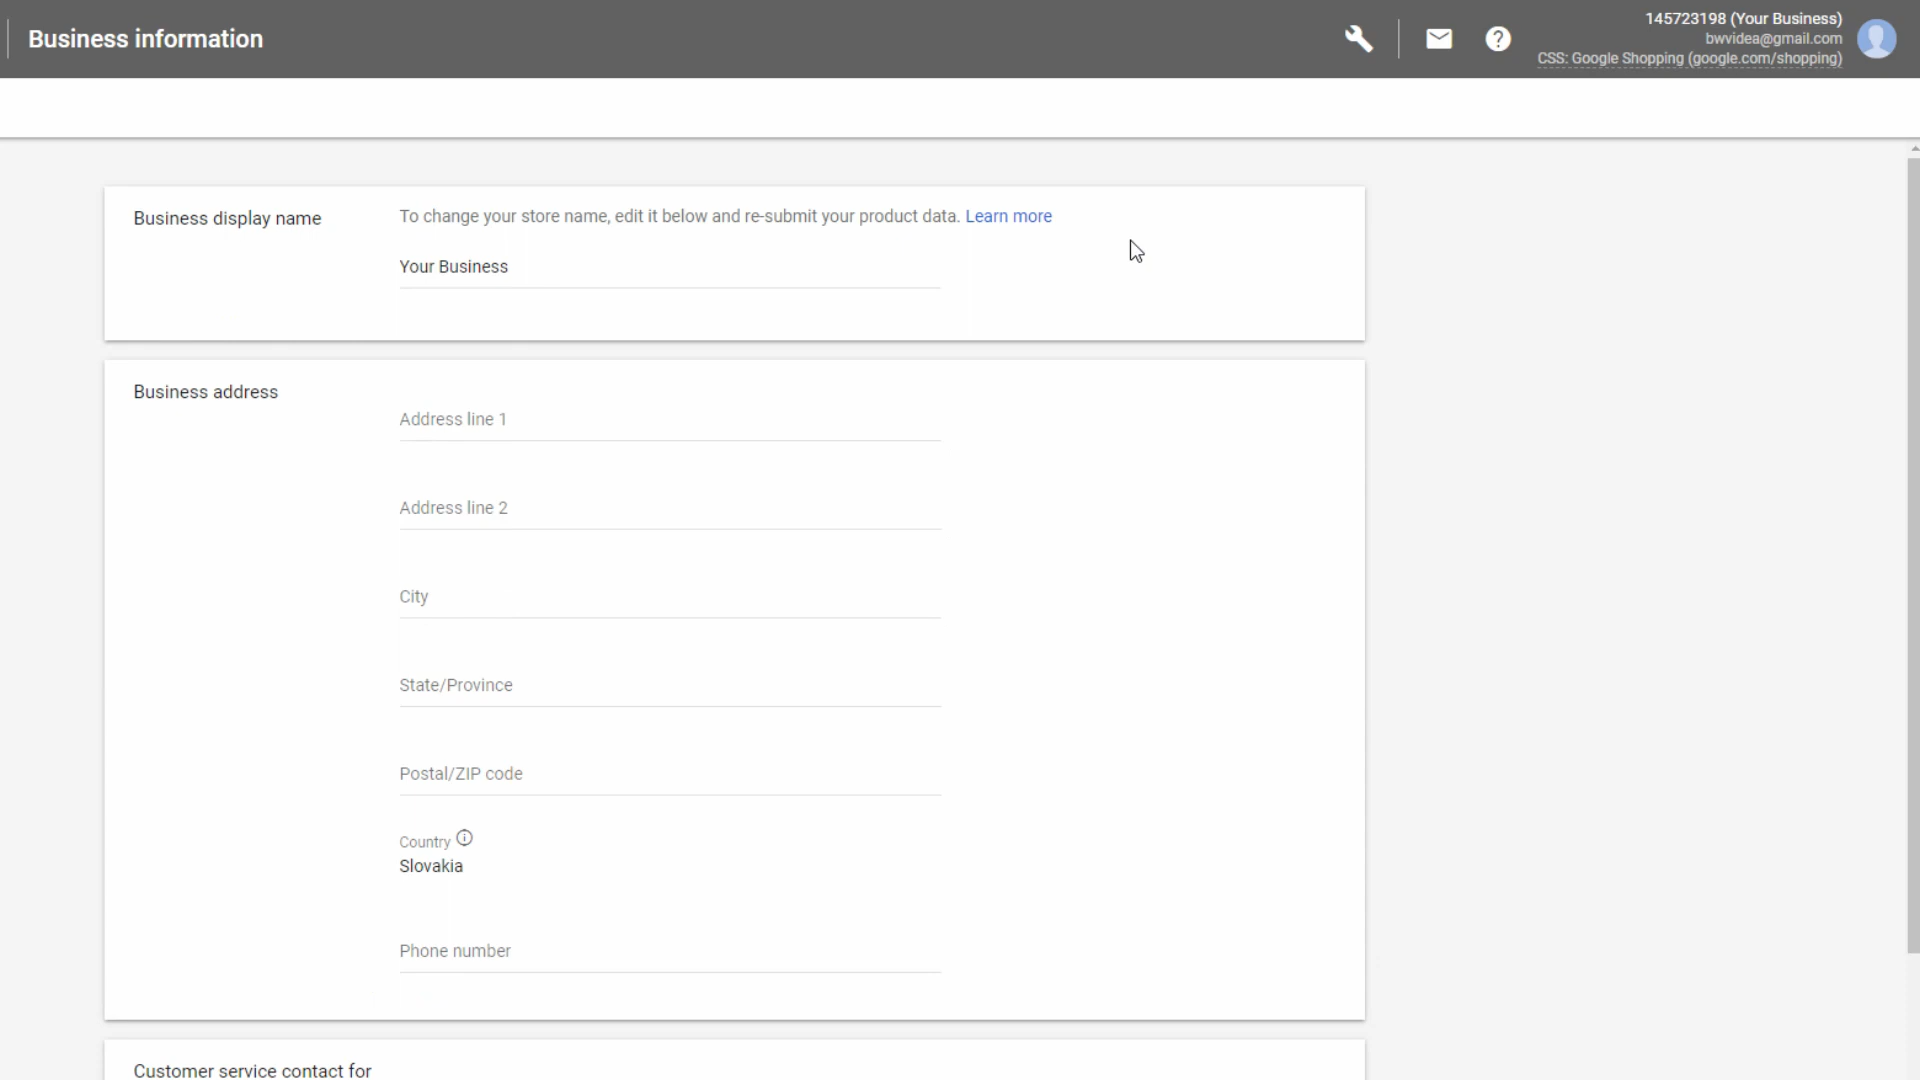 Business information
145723198 (Your Business)
bwvidea@gmail.com
CSS: Google Shopping (google.com/shopping)
Business display name
To change your store name, edit it below and re-submit your product data. Learn more
Your Business
Business address
Address line 1
Address line 2
City
State/Province
Postal/ZIP code
Country
Slovakia
Phone number
Customer service contact for